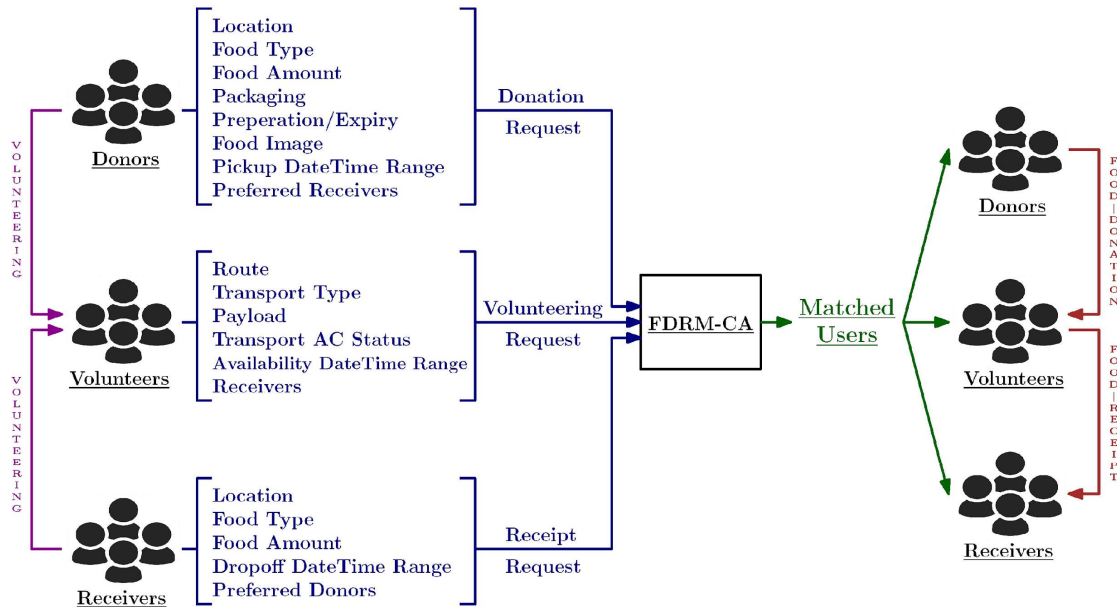 VOLUNTEERING
Donors
Location
Food Type
Food Amount
Packaging
Preperation/Expiry
Food Image
Pickup DateTime Range
Preferred Receivers
Donation
Request
Volunteers
Route
Transport Type
Payload
Transport AC Status
Availability DateTime Range
Receivers
Volunteering
Request
VOLUNTEERING
Receivers
Location
Food Type
Food Amount
Dropoff DateTime Range
Preferred Donors
Receipt
Request
FDRM-CA
Matched
Users
Donors
FOOD|DONATION
Volunteers
FOOD|RECEIPT
Receivers